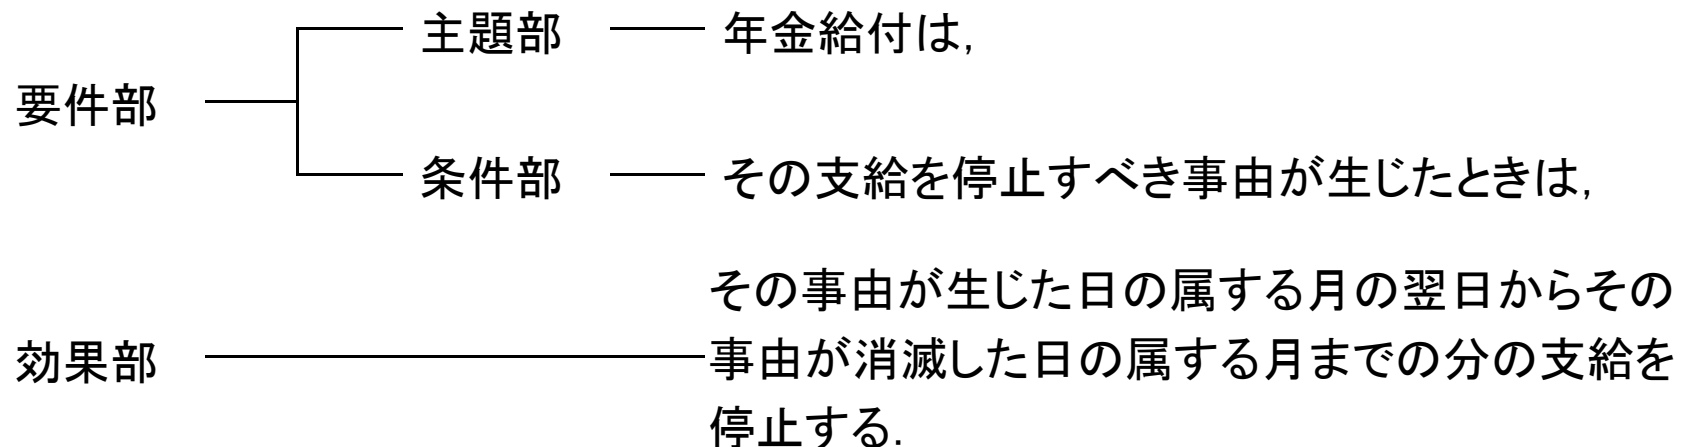 主題部 年金給付は,
要件部
条件部 その支給を停止すべき事由が生じたときは,
その事由が生じた日の属する月の翌日からその
効果部 事由が消滅した日の属する月までの分の支給を
停止する.